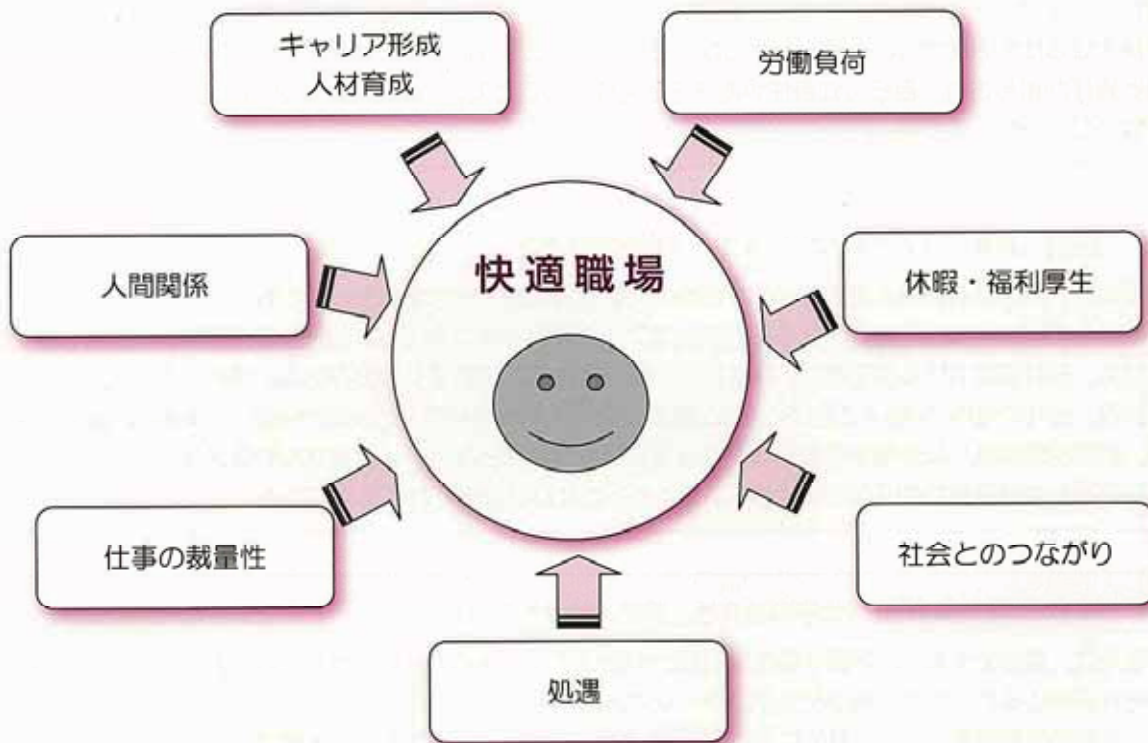 キャリア形成
人材育成
労働負荷
人間関係
快適職場
休暇・福利厚生
仕事の裁量性
社会とのつながり
処遇